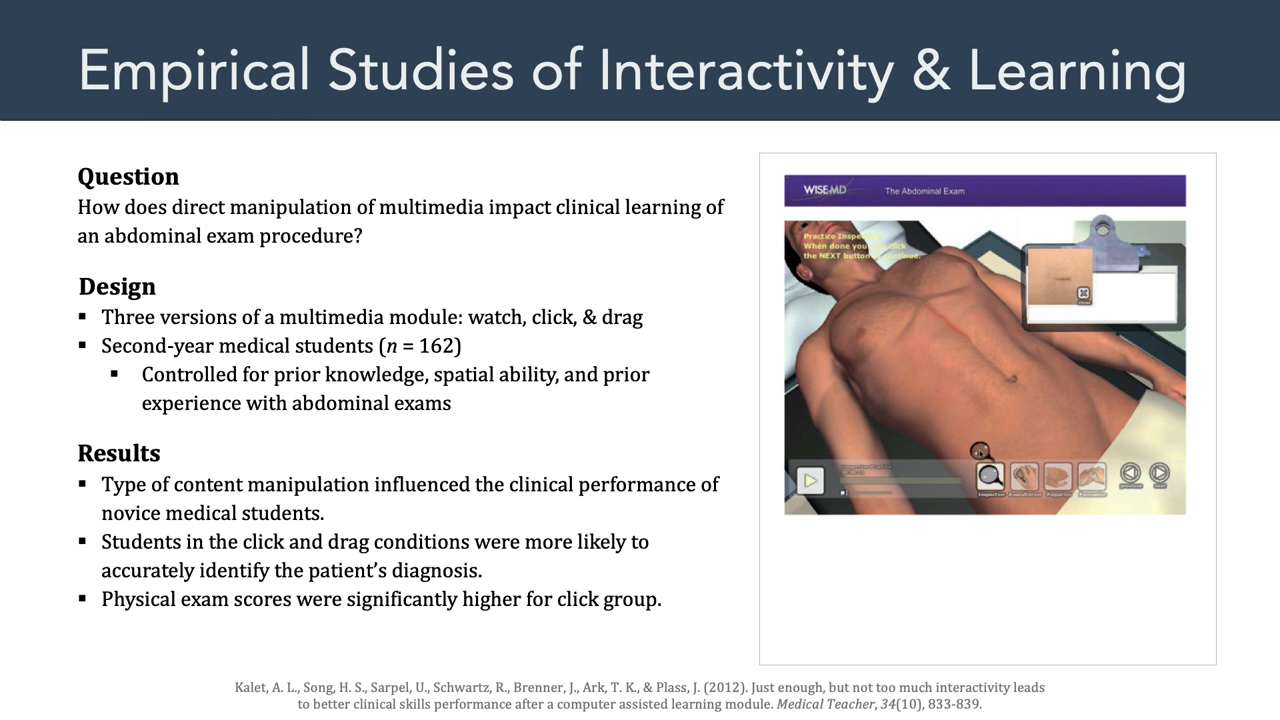 Empirical Studies of Interactivity & Learning
Question
How does direct manipulation of multimedia impact clinical learning of
an abdominal exam procedure?
Design
▪ Three versions of a multimedia module: watch, click, & drag
▪ Second-year medical students (n = 162)
▪ Controlled for prior knowledge, spatial ability, and prior
experience with abdominal exams
Results
▪ Type of content manipulation influenced the clinical performance of
novice medical students.
▪ Students in the click and drag conditions were more likely to
accurately identify the patient’s diagnosis.
▪ Physical exam scores were significantly higher for click group.
WISE-MD The Abdominal Exam
Practice
When done you click
the NEXT button
close
Inspection Auscultation Palpation Percussion previous next
Kalet, A. L., Song, H. S., Sarpel, U., Schwartz, R., Brenner, J., Ark, T. K., & Plass, J. (2012). Just enough, but not too much interactivity leads
to better clinical skills performance after a computer assisted learning module. Medical Teacher, 34(10), 833-839.